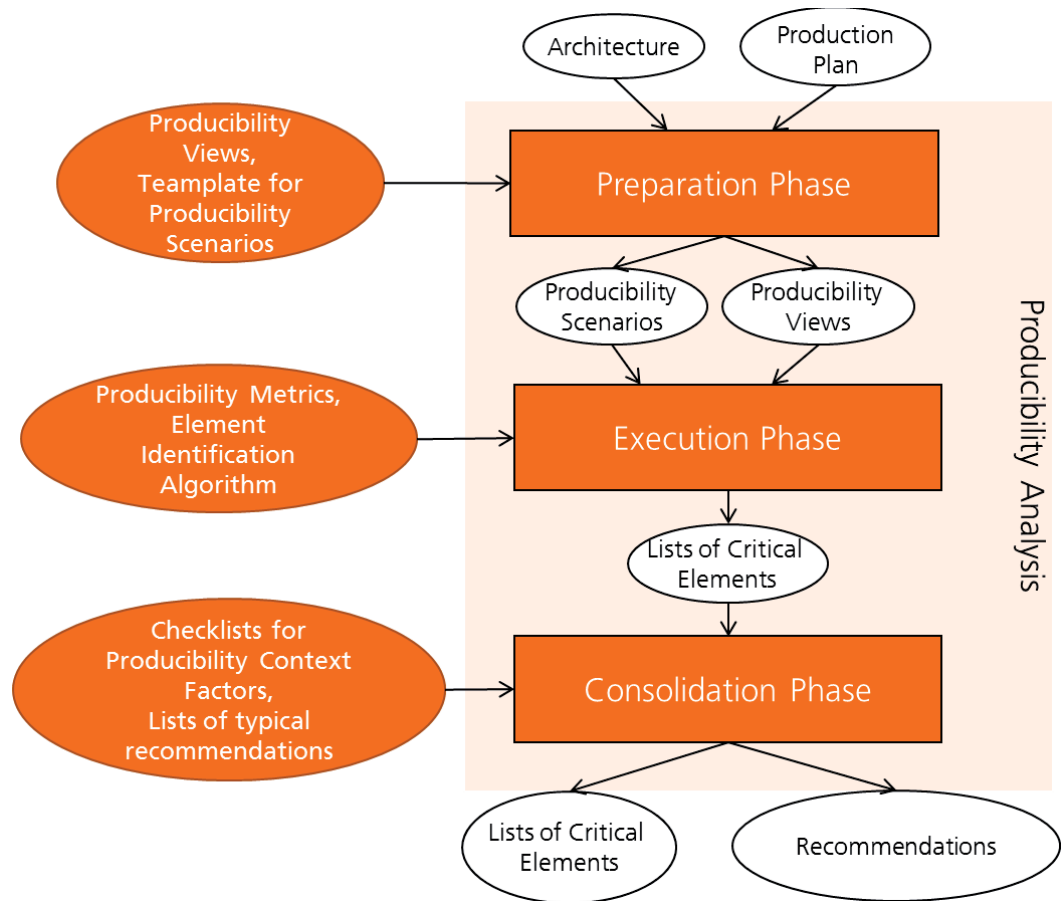 Architecture
Production
Plan
Producibility
Views,
Teamplate for
Producibility
Scenarios
Preparation Phase
Producibility
Scenarios
Producibility
Views
Producibility Analysis
Producibility Metrics,
Element
Identification
Algorithm
Execution Phase
Lists of Critical
Elements
Checklists for
Producibility Context
Factors,
Lists of typical
recommendations
Consolidation Phase
Lists of Critical
Elements
Recommendations